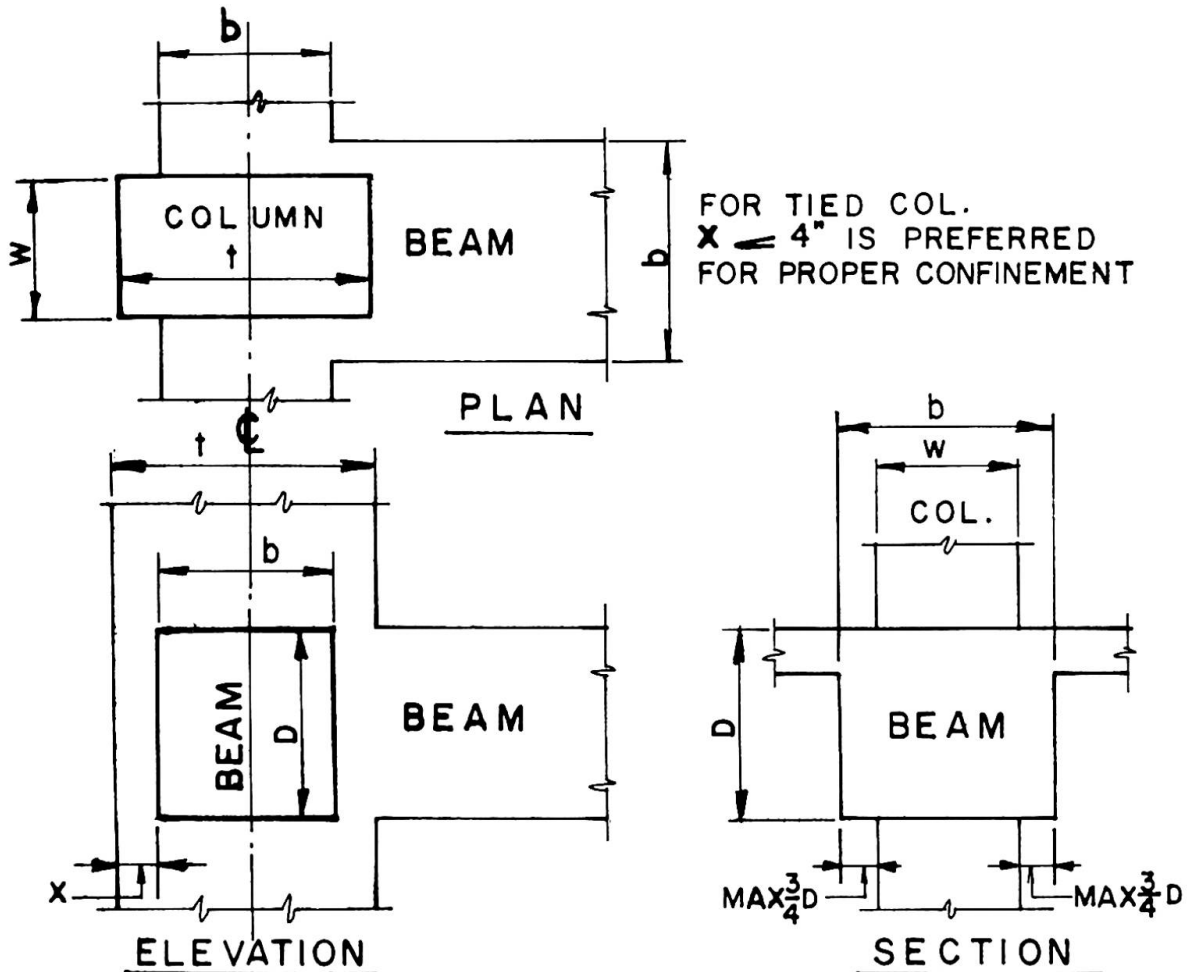 b
W
COLUMN
t
BEAM
b
FOR TIED COL.
X ≤ 4" IS PREFERRED
FOR PROPER CONFINEMENT
PLAN
℄
t
b
BEAM
D
BEAM
X
ELEVATION
b
W
COL.
D
BEAM
MAX 3/4 D
MAX 3/4 D
SECTION